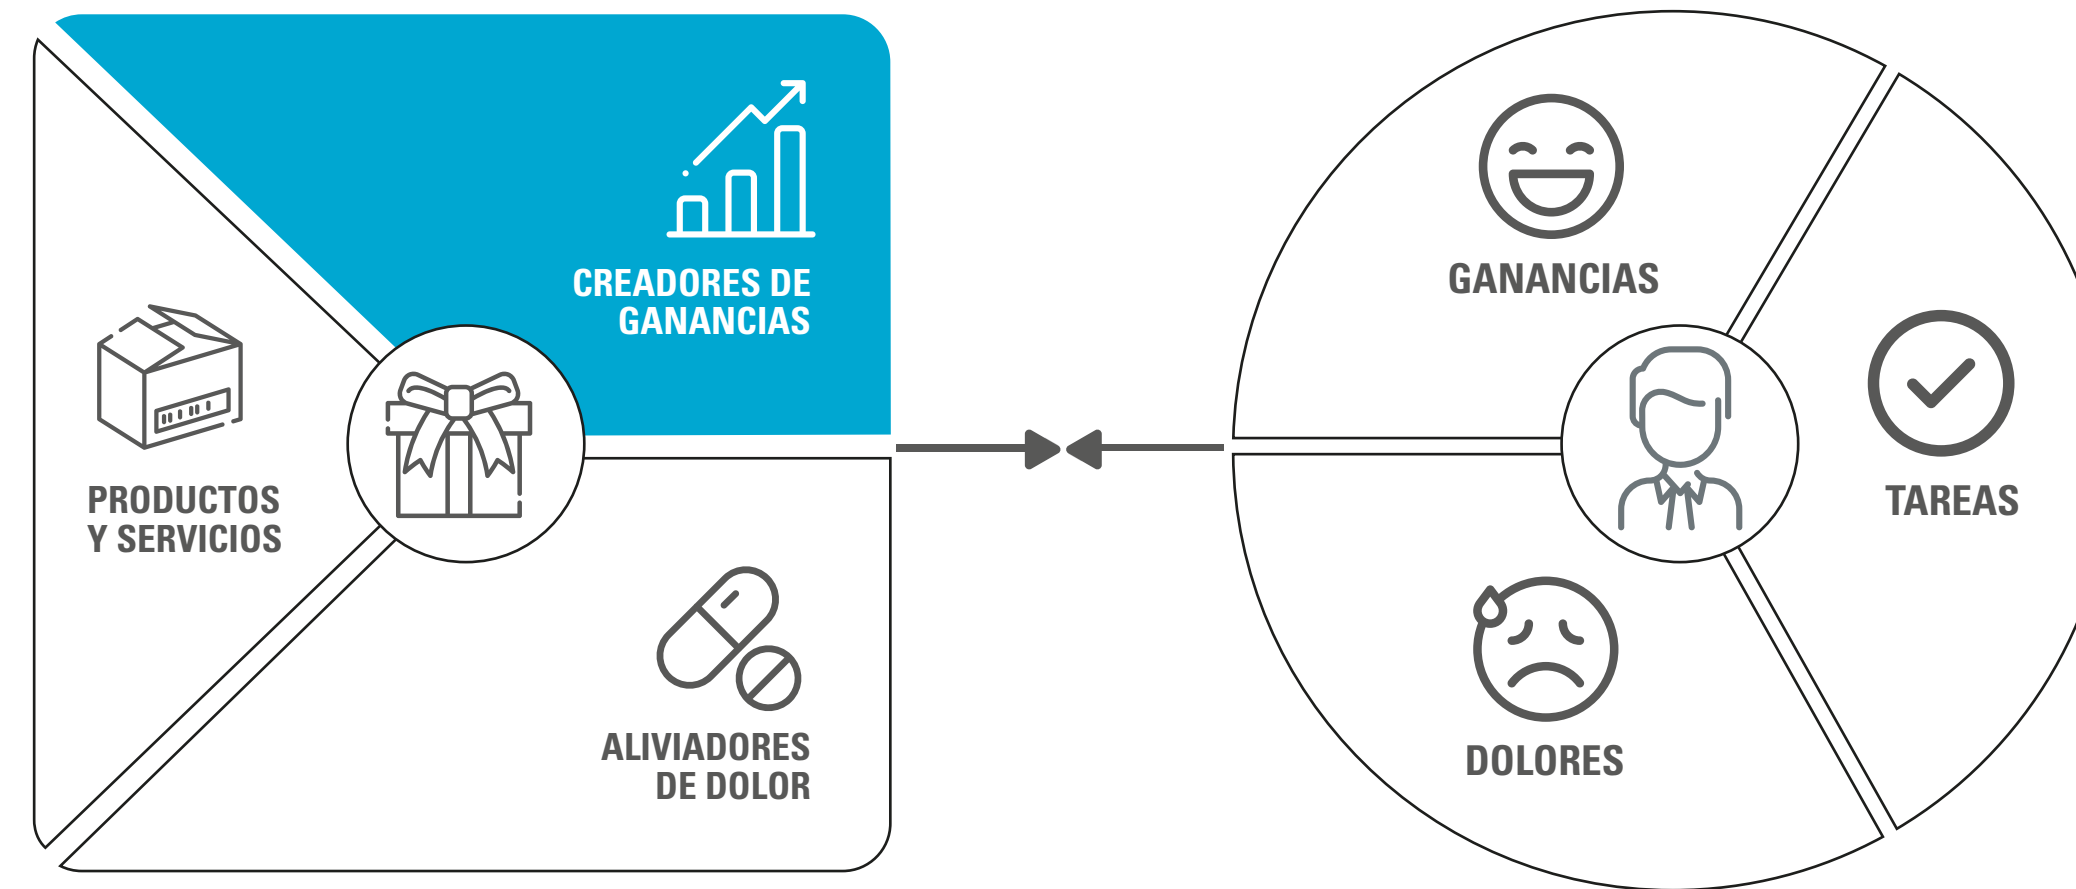 CREADORES DE
GANANCIAS
PRODUCTOS
Y SERVICIOS
ALIVIADORES
DE DOLOR
GANANCIAS
TAREAS
DOLORES